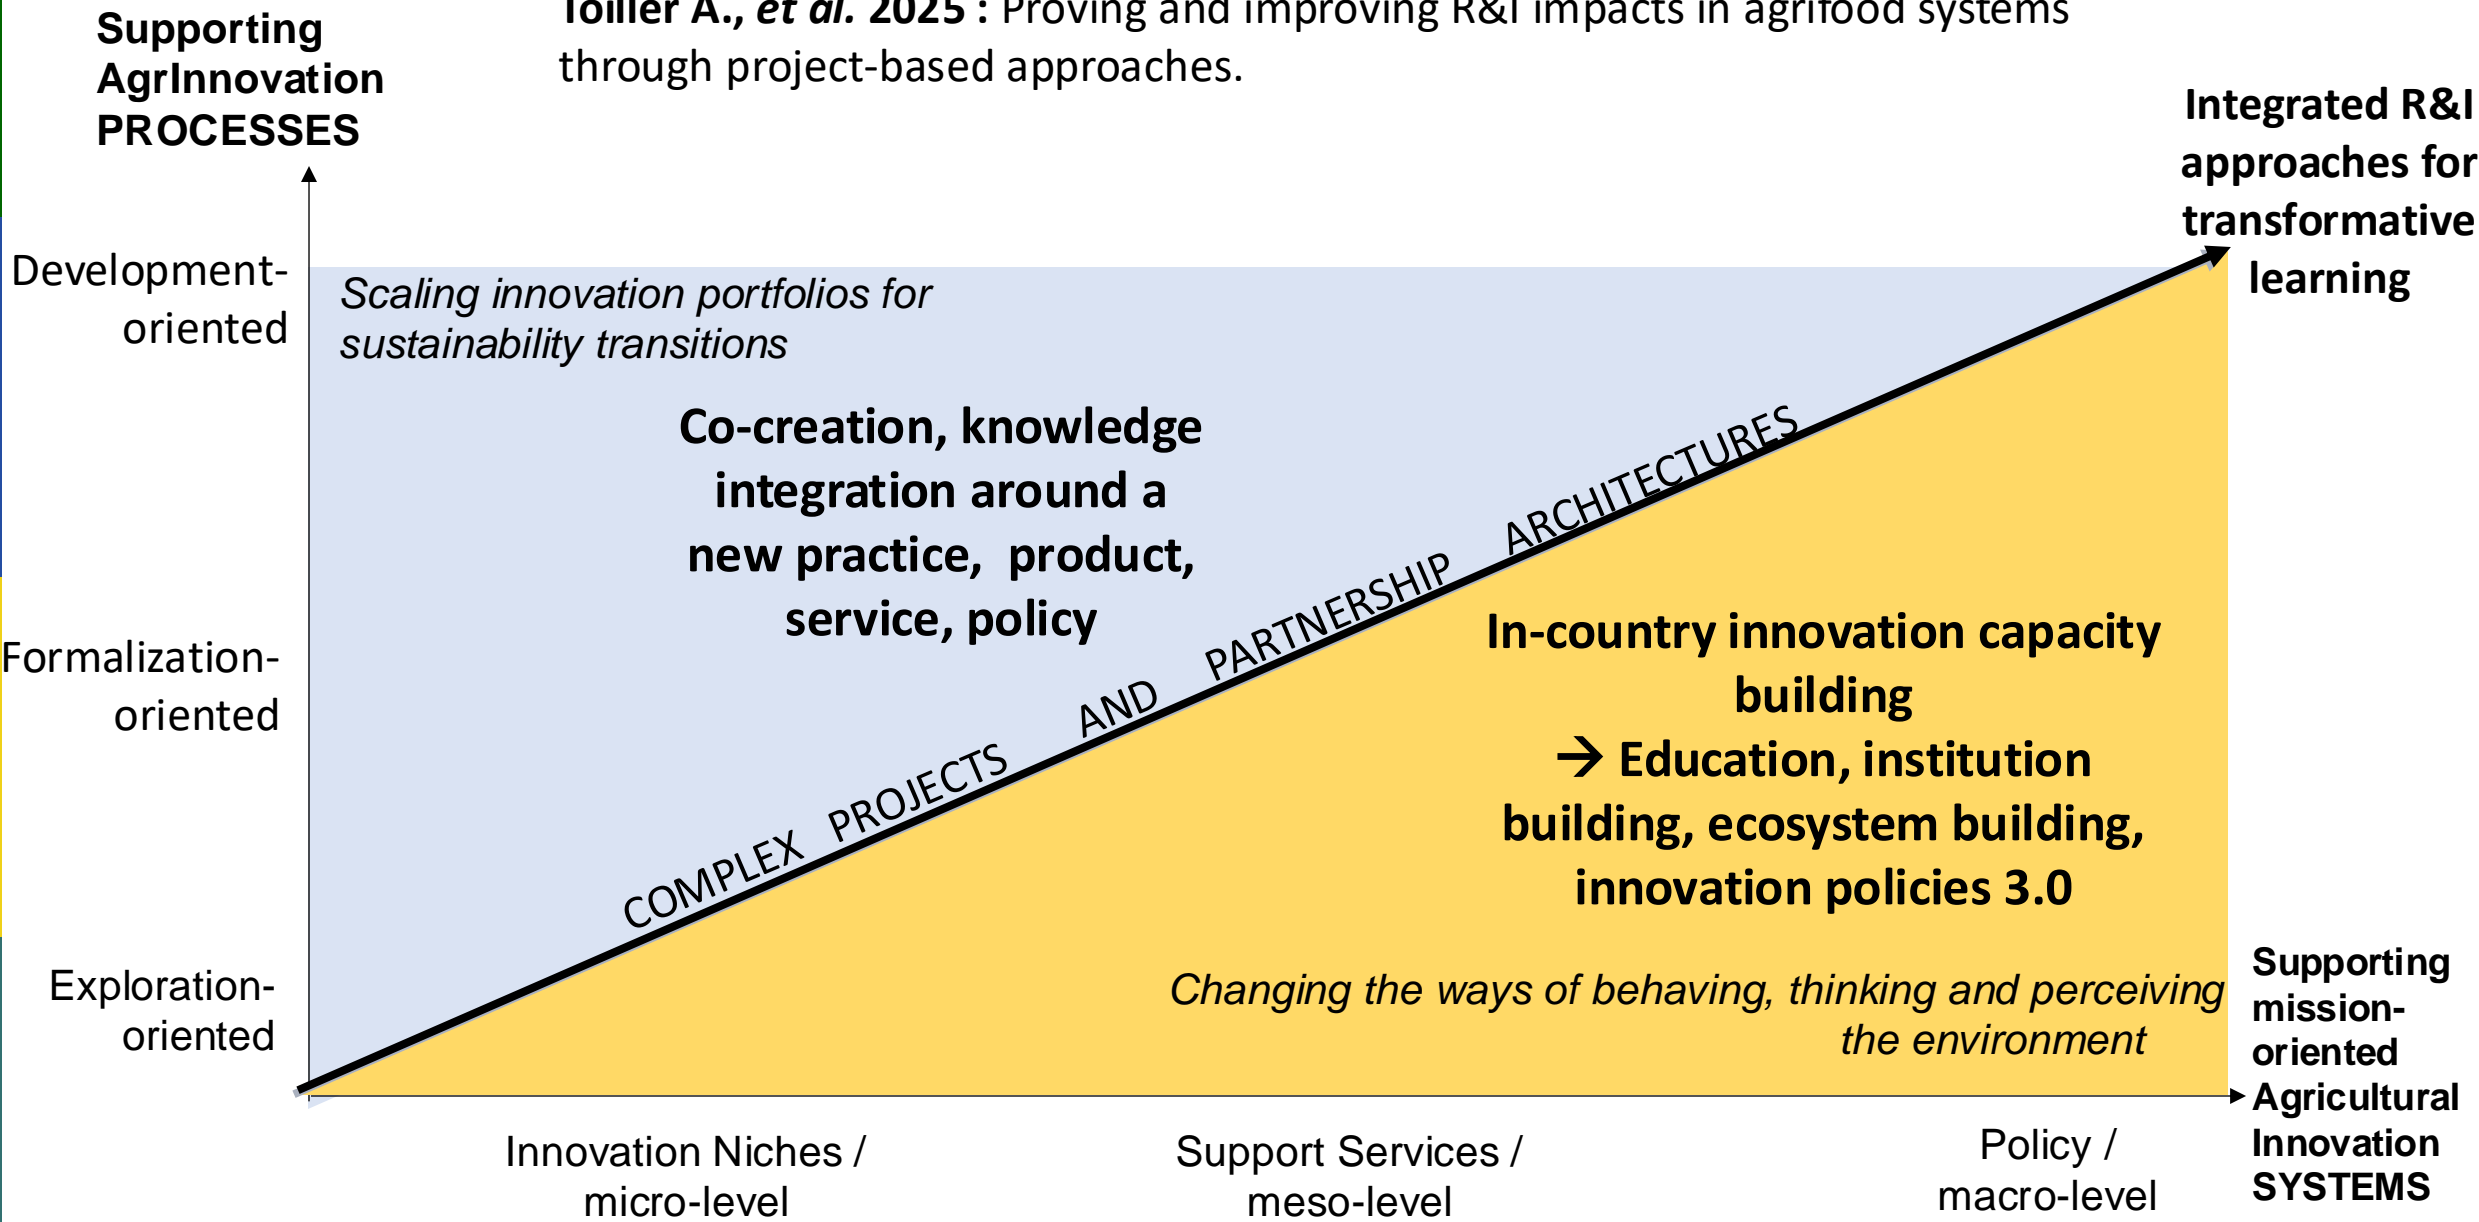 Supporting
AgrInnovation
PROCESSES
Toiller A., et al. 2025 : Proving and improving R&I impacts in agrifood systems
through project-based approaches.
Integrated R&I
approaches for
transformative
learning
Development-
oriented
Scaling innovation portfolios for
sustainability transitions
Co-creation, knowledge
integration around a
new practice, product,
service, policy
COMPLEX PROJECTS AND PARTNERSHIP ARCHITECTURES
Formalization-
oriented
In-country innovation capacity
building
→ Education, institution
building, ecosystem building,
innovation policies 3.0
Exploration-
oriented
Changing the ways of behaving, thinking and perceiving
the environment
Supporting
mission-
oriented
Agricultural
Innovation
SYSTEMS
Innovation Niches /
micro-level
Support Services /
meso-level
Policy /
macro-level